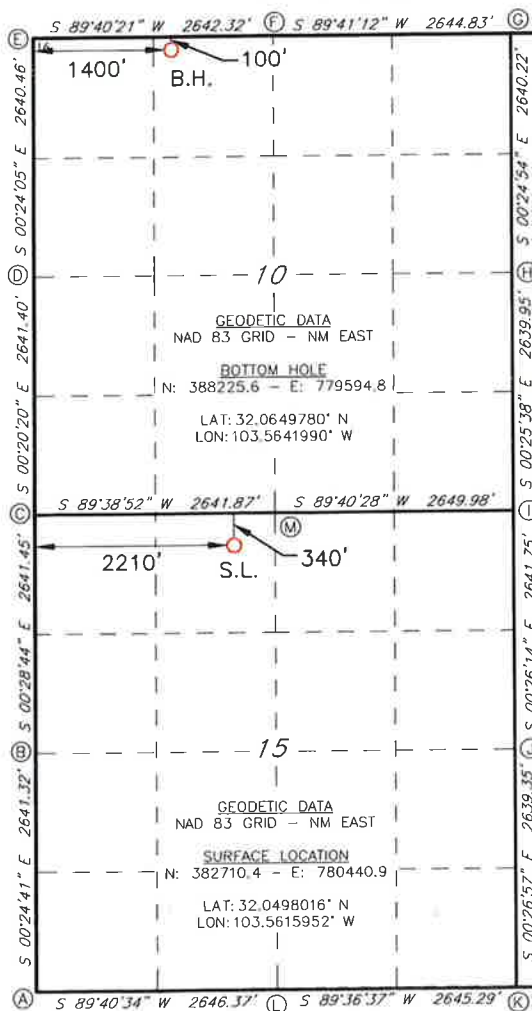 S 89°40'21" W 2642.32' F S 89°41'12" W 2644.83' G
E
1400'
100'
B.H.
S 00°24'05" E 2640.46'
S 00°24'54" E 2640.22'
D
10
H
GEODETIC DATA
NAD 83 GRID - NM EAST
BOTTOM HOLE
N: 388225.6 - E: 779594.8
LAT: 32.0649780° N
LON: 103.5641990° W
S 00°20'20" E 2641.40'
S 00°25'38" E 2639.95'
S 89°38'52" W 2641.87' S 89°40'28" W 2649.98'
C
M
I
2210'
340'
S.L.
S 00°28'44" E 2641.45'
S 00°26'14" E 2641.75'
B
15
J
GEODETIC DATA
NAD 83 GRID - NM EAST
SURFACE LOCATION
N: 382710.4 - E: 780440.9
LAT: 32.0498016° N
LON: 103.5615952° W
S 00°24'41" E 2641.32'
S 00°26'57" E 2639.35'
A S 89°40'34" W 2646.37' L S 89°36'37" W 2645.29' K